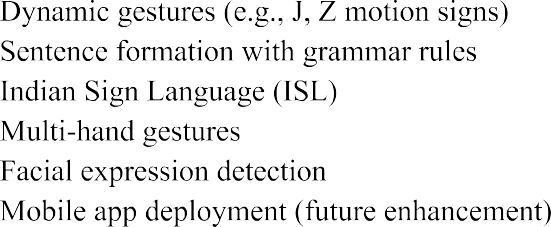 Dynamic gestures (e.g., J, Z motion signs)
Sentence formation with grammar rules
Indian Sign Language (ISL)
Multi-hand gestures
Facial expression detection
Mobile app deployment (future enhancement)